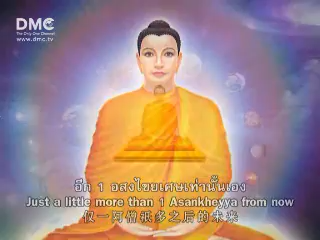 DMC
The Only One Channel
www.dmc.tv
อีก 1 อสงไขยเศษเท่านั้นเอง
Just a little more than 1 Asankheyya from now
仅一阿僧祇多之后的未来